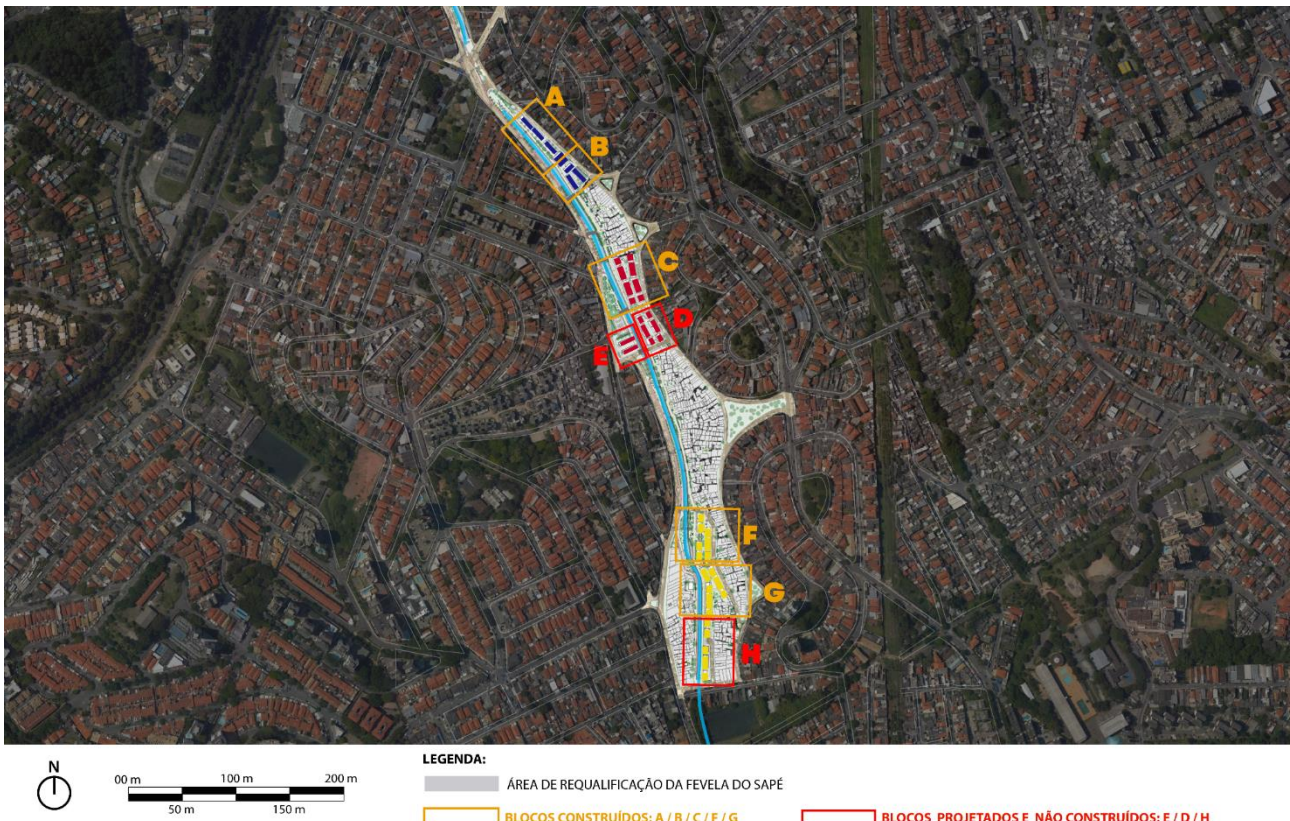 A
B
C
D
E
F
G
H
N
00 m 100 m 200 m
50 m 150 m
LEGENDA:
ÁREA DE REQUALIFICAÇÃO DA FEVELA DO SAPÉ
BLOCOS CONSTRUÍDOS: A / B / C / F / G
BLOCOS PROJETADOS E NÃO CONSTRUÍDOS: E / D / H